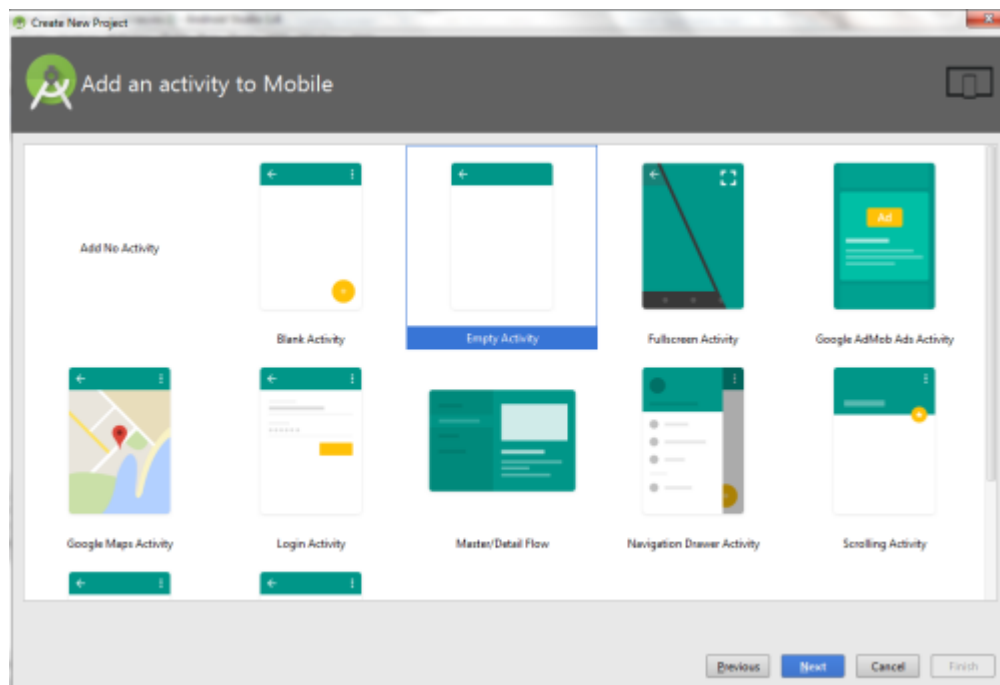 Create New Project
Add an activity to Mobile
Add No Activity
Blank Activity
Empty Activity
Fullscreen Activity
Ad
Google AdMob Ads Activity
Google Maps Activity
Login Activity
Master/Detail Flow
Navigation Drawer Activity
Scrolling Activity
Previous
Next
Cancel
Finish